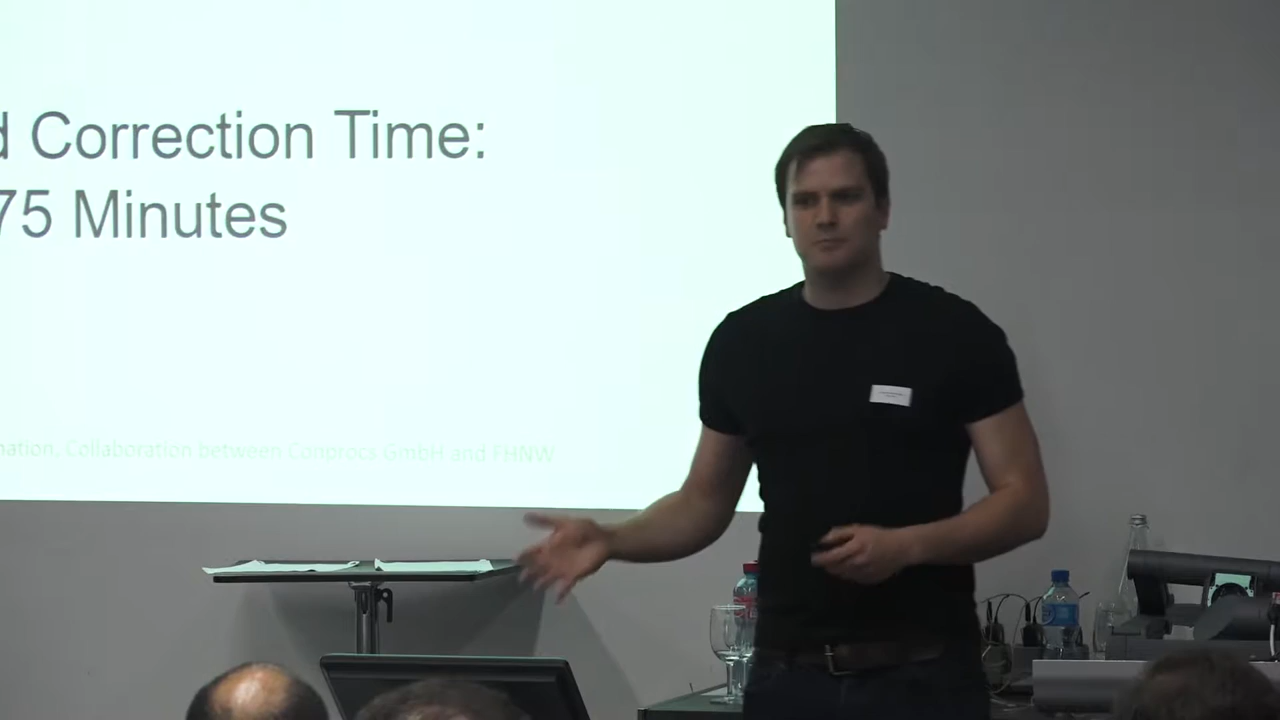 d Correction Time:
75 Minutes
nation, Collaboration between Conprocs GmbH and FHNW